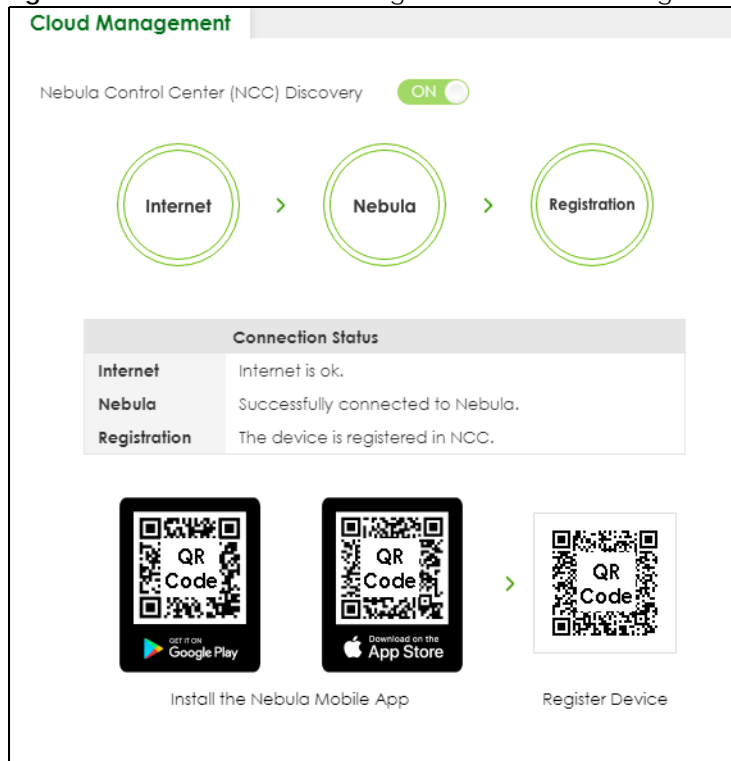 Cloud Management
Nebula Control Center (NCC) Discovery ON
Internet > Nebula > Registration
Connection Status
Internet Internet is ok.
Nebula Successfully connected to Nebula.
Registration The device is registered in NCC.
QR Code
QR Code
QR Code
GET IT ON Google Play
Download on the App Store
Install the Nebula Mobile App
Register Device